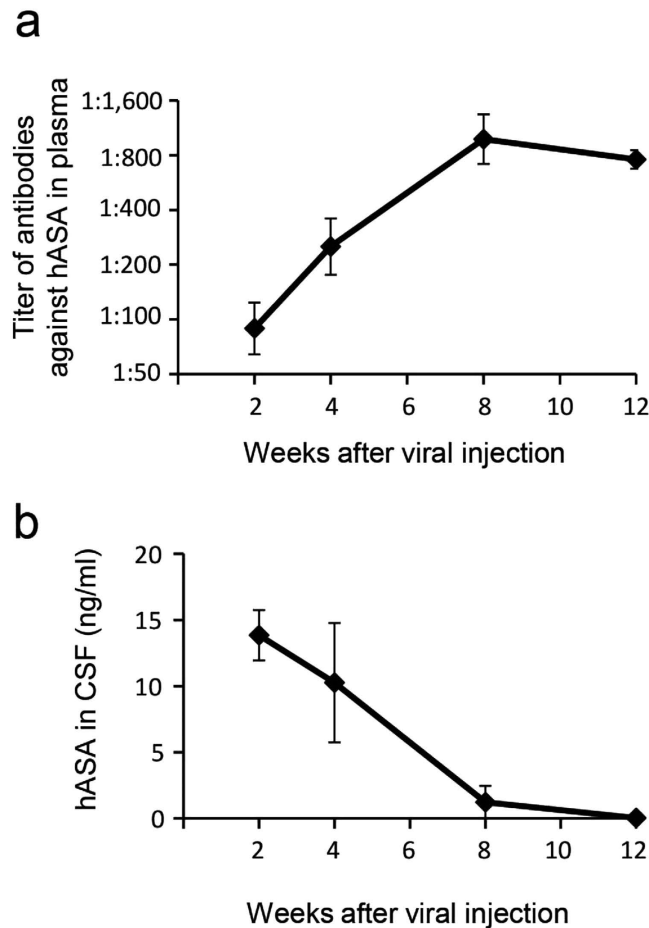 a
Titer of antibodies
against hASA in plasma
1:1,600
1:800
1:400
1:200
1:100
1:50
2 4 6 8 10 12
Weeks after viral injection
b
hASA in CSF (ng/ml)
20
15
10
5
0
2 4 6 8 10 12
Weeks after viral injection